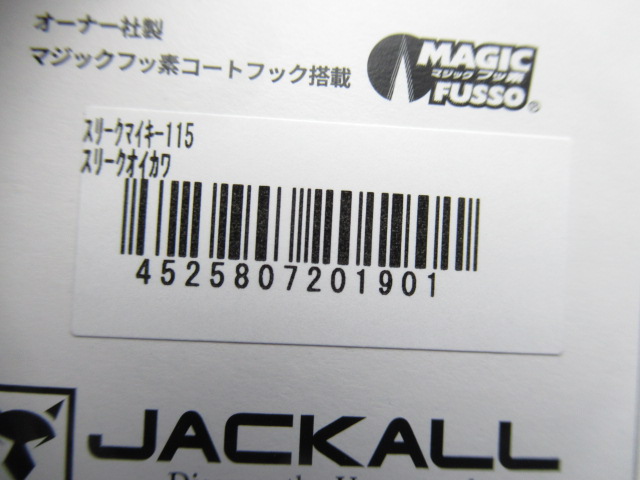 オーナー社製
マジックフッ素コートフック搭載
MAGIC
マジックフッ素
FUSSO®
ｽﾘｰｸﾏｲｷｰ115
ｽﾘｰｸｵｲｶﾜ
4525807201901
JACKALL